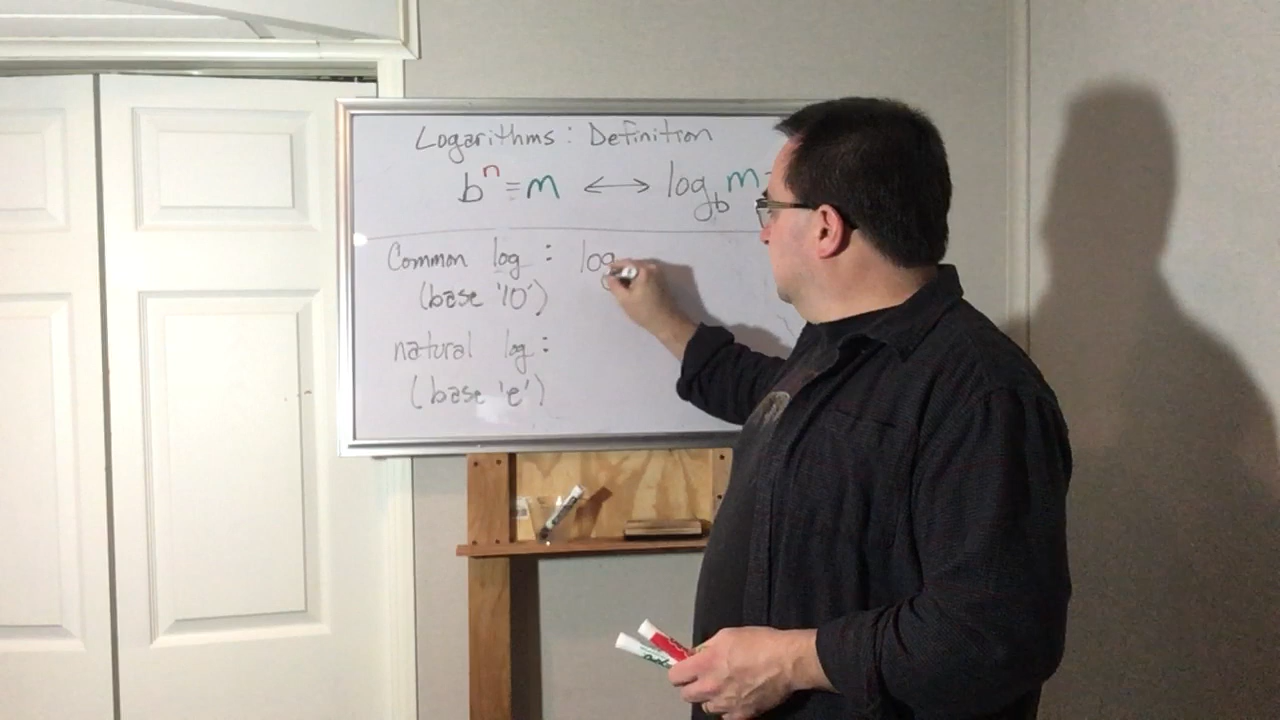 Logarithms : Definition
bⁿ = m ⟷ log_b m =
Common log : log
(base '10')
natural log :
(base 'e')